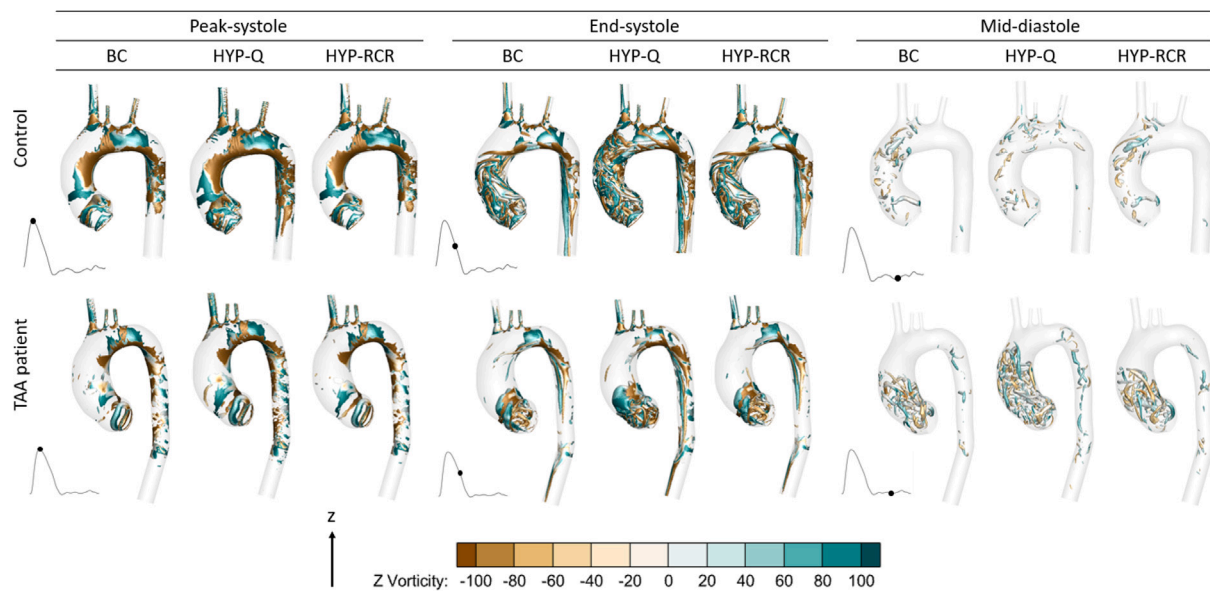 Peak-systole End-systole Mid-diastole
BC HYP-Q HYP-RCR BC HYP-Q HYP-RCR BC HYP-Q HYP-RCR
Control
TAA patient
Z
Z Vorticity: -100 -80 -60 -40 -20 0 20 40 60 80 100